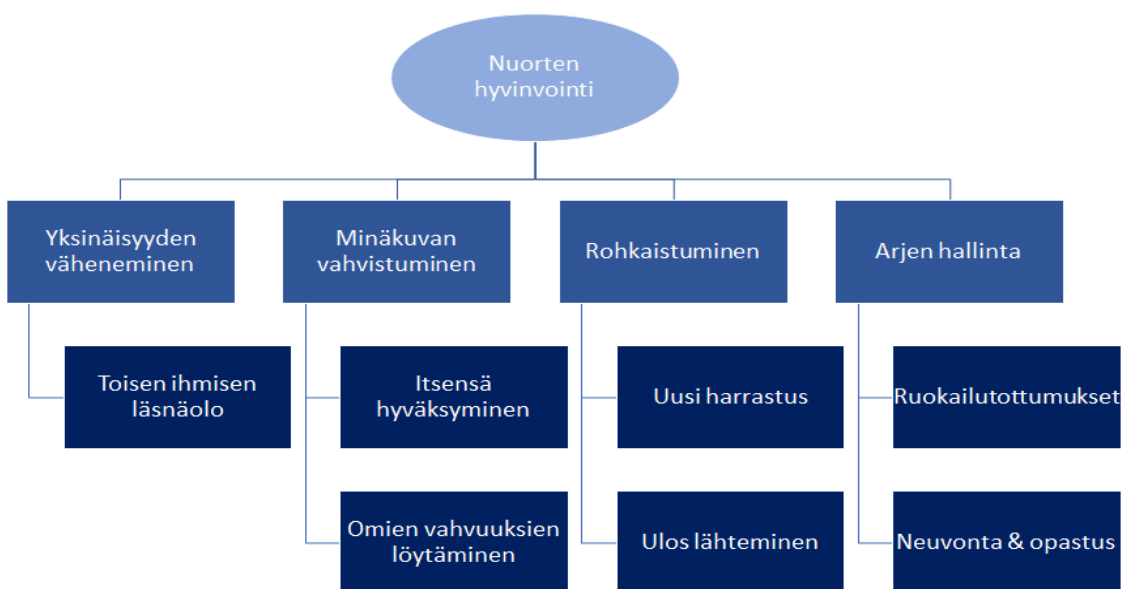 Nuorten
hyvinvointi
Yksinäisyyden
väheneminen
Minäkuvan
vahvistuminen
Rohkaistuminen
Arjen hallinta
Toisen ihmisen
läsnäolo
Itsensä
hyväksyminen
Uusi harrastus
Ruokailutottumukset
Omien vahvuuksien
löytäminen
Ulos lähteminen
Neuvonta & opastus